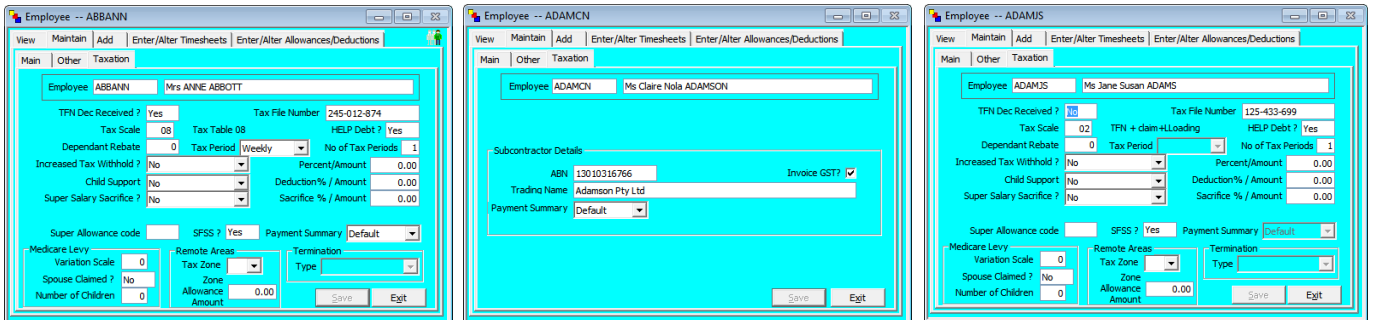 Employee -- ABBANN
View Maintain Add Enter/Alter Timesheets Enter/Alter Allowances/Deductions
Main Other Taxation
Employee ABBANN Mrs ANNE ABBOTT
TFN Dec Received ? Yes Tax File Number 245-012-874
Tax Scale 08 Tax Table 08 HELP Debt ? Yes
Dependant Rebate 0 Tax Period Weekly No of Tax Periods 1
Increased Tax Withhold ? No Percent/Amount 0.00
Child Support No Deduction% / Amount 0.00
Super Salary Sacrifice ? No Sacrifice % / Amount 0.00
Super Allowance code SFSS ? Yes Payment Summary Default
Medicare Levy Remote Areas Termination
Variation Scale 0 Tax Zone Type
Spouse Claimed ? No Zone
Number of Children 0 Allowance 0.00 Save Exit
Amount
Employee -- ADAMCN
View Maintain Add Enter/Alter Timesheets Enter/Alter Allowances/Deductions
Main Other Taxation
Employee ADAMCN Ms Claire Nola ADAMSON
Subcontractor Details
ABN 13010316766 Invoice GST?
Trading Name Adamson Pty Ltd
Payment Summary Default
Save Exit
Employee -- ADAMJS
View Maintain Add Enter/Alter Timesheets Enter/Alter Allowances/Deductions
Main Other Taxation
Employee ADAMJS Ms Jane Susan ADAMS
TFN Dec Received ? No Tax File Number 125-433-699
Tax Scale 02 TFN + claim+LLoading HELP Debt ? Yes
Dependant Rebate 0 Tax Period No of Tax Periods 1
Increased Tax Withhold ? No Percent/Amount 0.00
Child Support No Deduction% / Amount 0.00
Super Salary Sacrifice ? No Sacrifice % / Amount 0.00
Super Allowance code SFSS ? Yes Payment Summary Default
Medicare Levy Remote Areas Termination
Variation Scale 0 Tax Zone Type
Spouse Claimed ? No Zone
Number of Children 0 Allowance 0.00 Save Exit
Amount